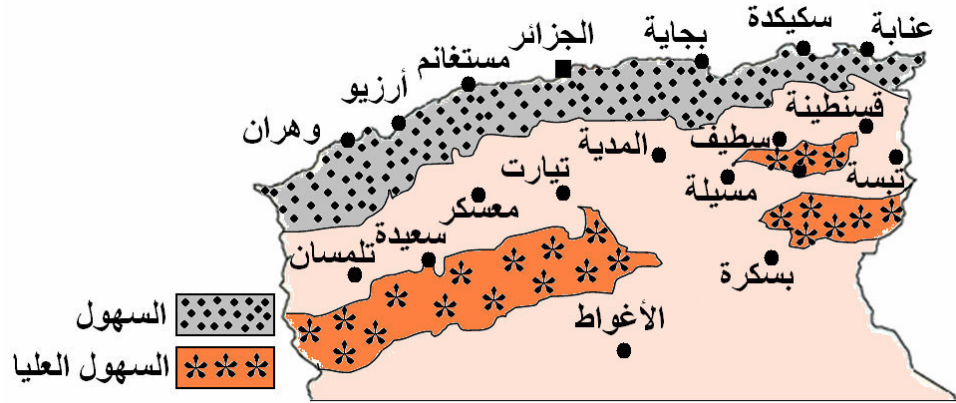 عنابة
سكيكدة
بجاية
الجزائر
مستغانم
أرزيو
وهران
قسنطينة
سطيف
المدية
تبسة
مسيلة
تيارت
معسكر
سعيدة
تلمسان
بسكرة
الأغواط
السهول
السهول العليا